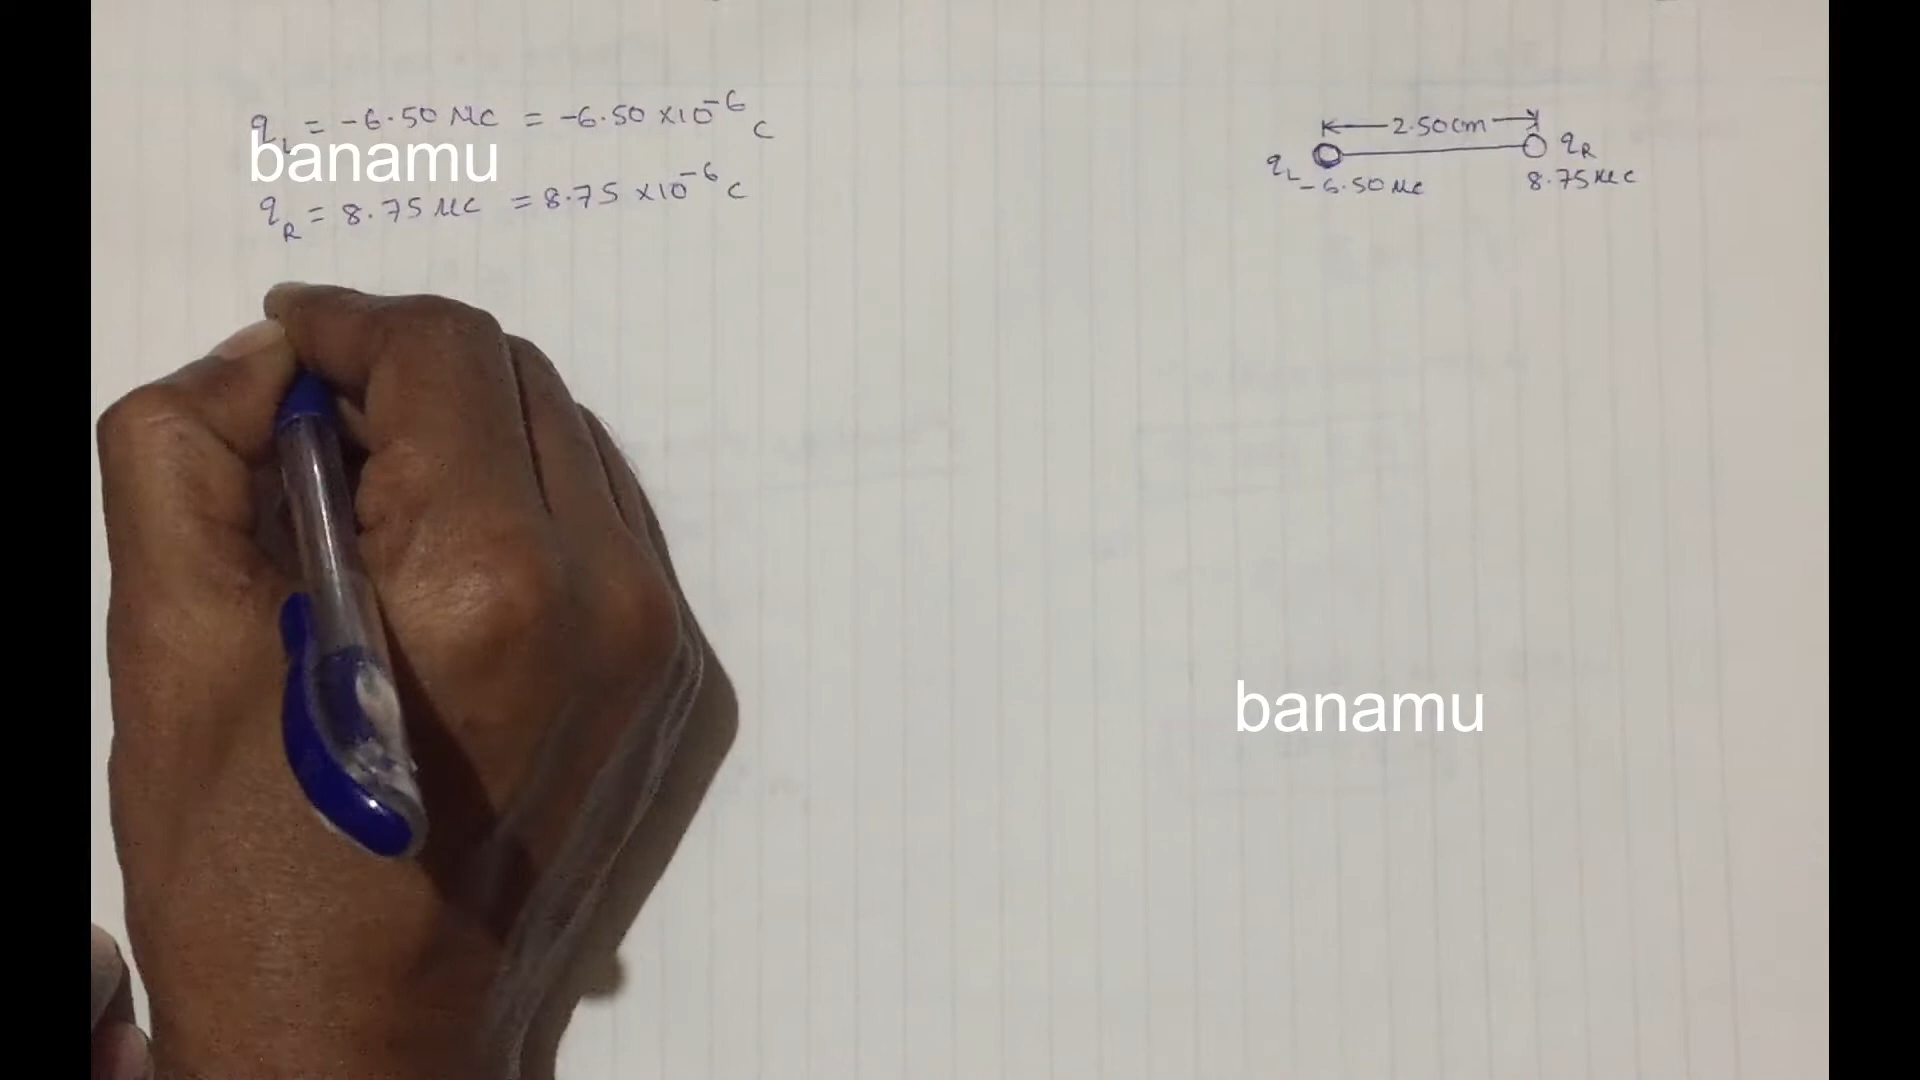 qL = -6.50 μC = -6.50 x10⁻⁶ C
banamu
qR = 8.75 μC = 8.75 x10⁻⁶ C
2.50cm
qL
qR
-6.50 μC
8.75 μC
banamu